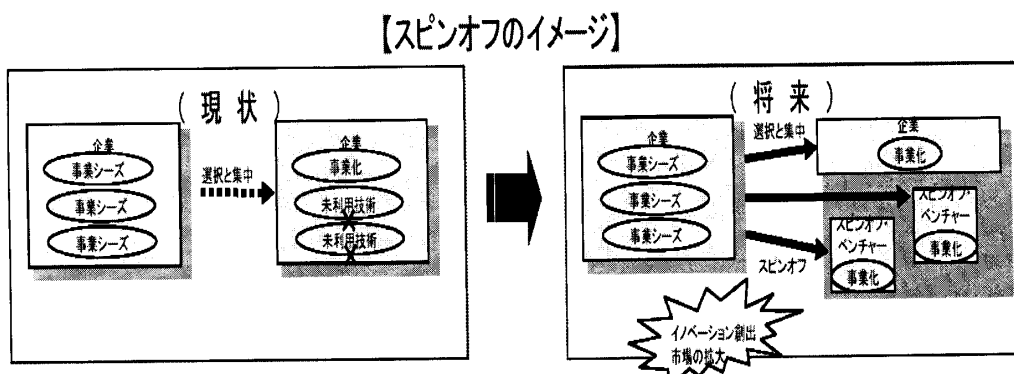 【スピンオフのイメージ】
(現状)
企業
事業シーズ
事業シーズ
事業シーズ
選択と集中
企業
事業化
未利用技術
未利用技術
(将来)
企業
事業シーズ
事業シーズ
事業シーズ
選択と集中
スピンオフ
企業
事業化
スピンオフ・
ベンチャー
事業化
スピンオフ・
ベンチャー
事業化
イノベーション創出
市場の拡大